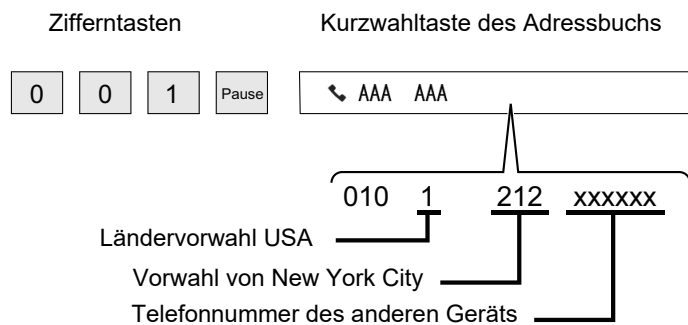 Zifferntasten Kurzwahltaste des Adressbuchs
0 0 1 Pause AAA AAA
010 1 212 xxxxxx
Ländervorwahl USA
Vorwahl von New York City
Telefonnummer des anderen Geräts